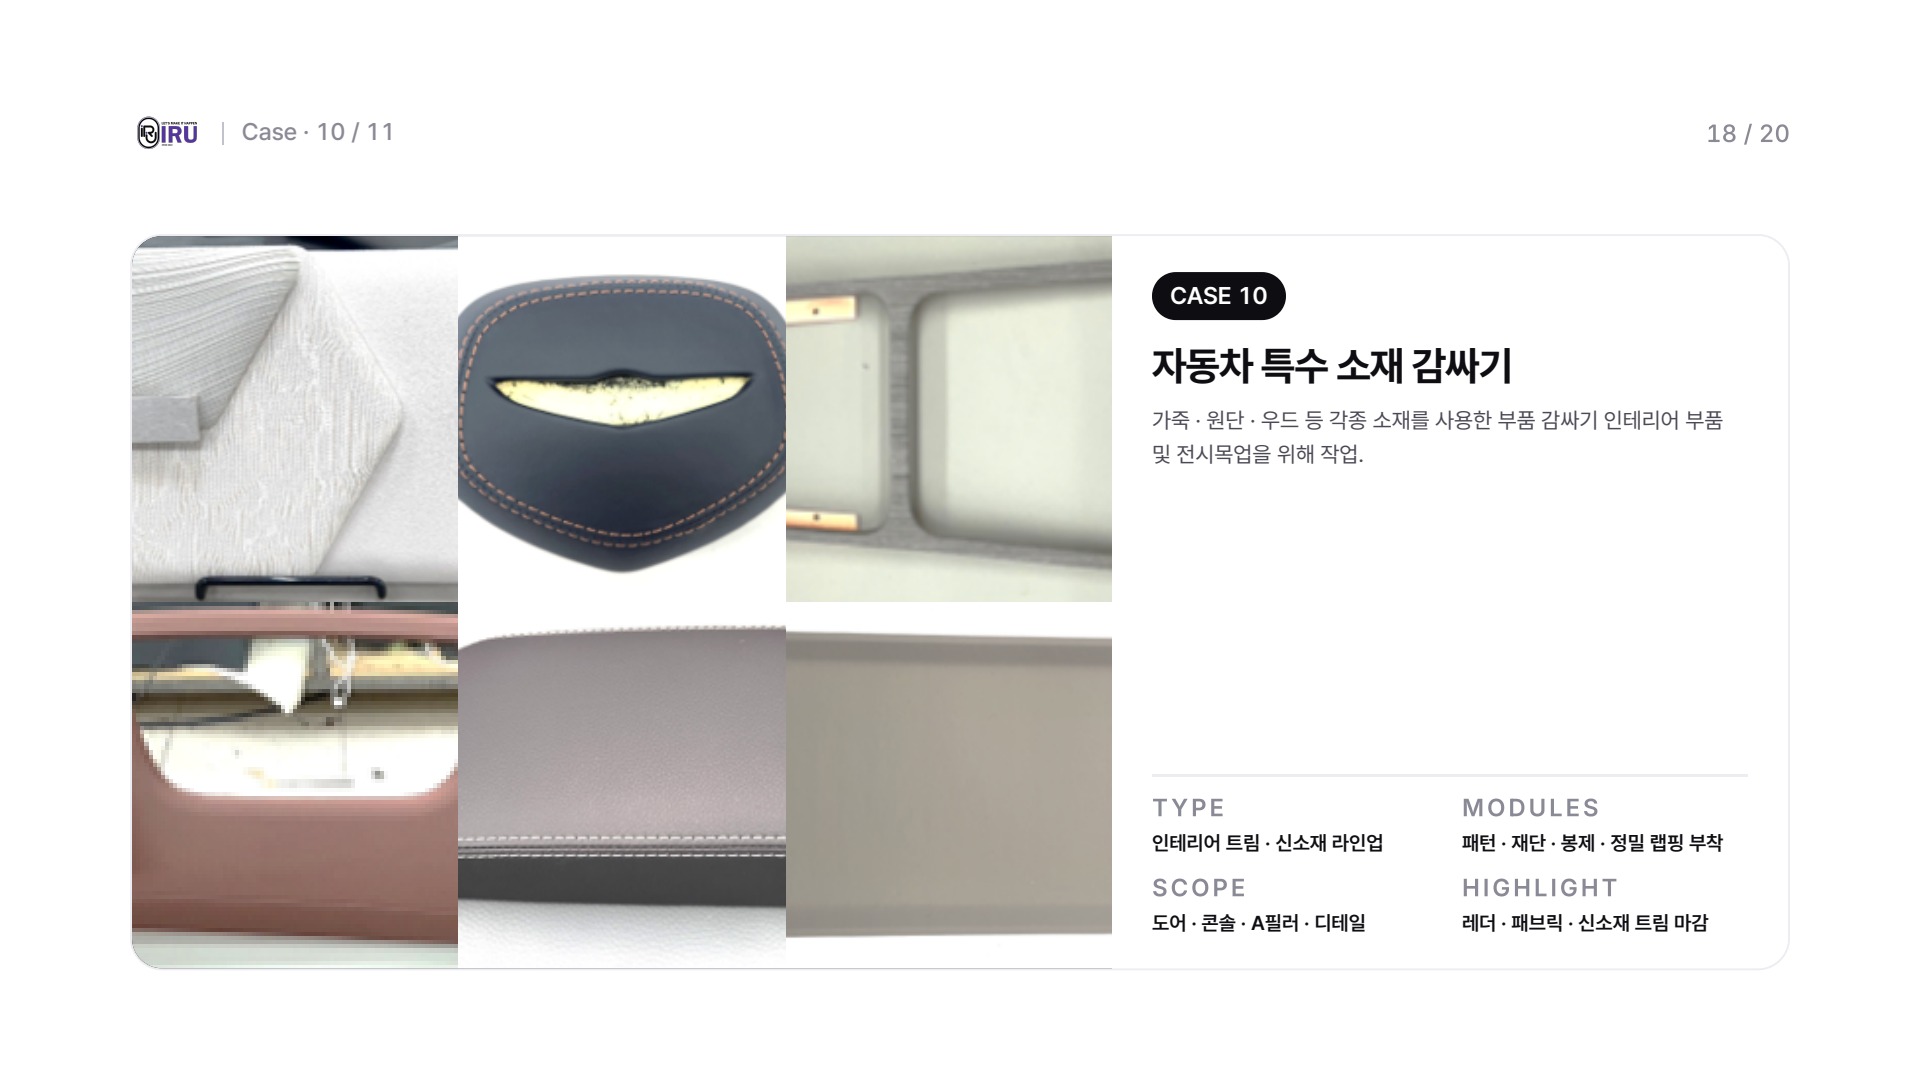 IRU
Case · 10 / 11
18 / 20
CASE 10
자동차 특수 소재 감싸기
가죽 · 원단 · 우드 등 각종 소재를 사용한 부품 감싸기 인테리어 부품
및 전시목업을 위해 작업.
TYPE
인테리어 트림 · 신소재 라인업
MODULES
패턴 · 재단 · 봉제 · 정밀 랩핑 부착
SCOPE
도어 · 콘솔 · A필러 · 디테일
HIGHLIGHT
레더 · 패브릭 · 신소재 트림 마감